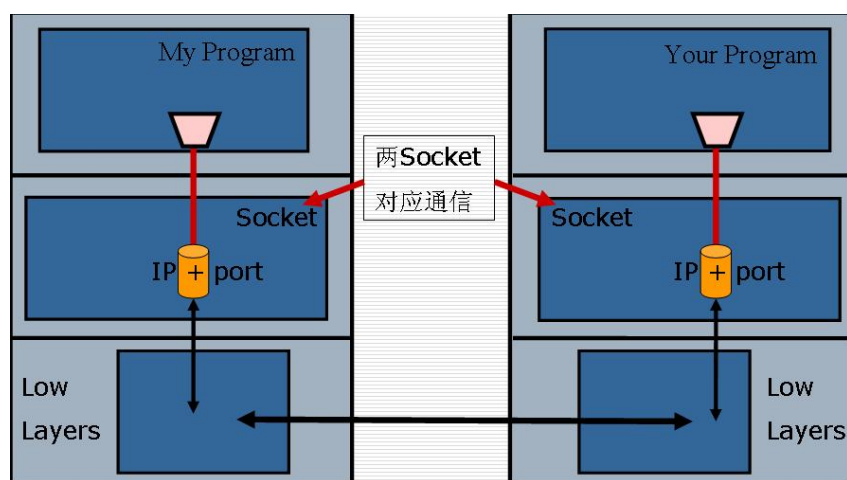 My Program
Socket
IP + port
Low
Layers
两Socket
对应通信
Your Program
Socket
IP + port
Low
Layers